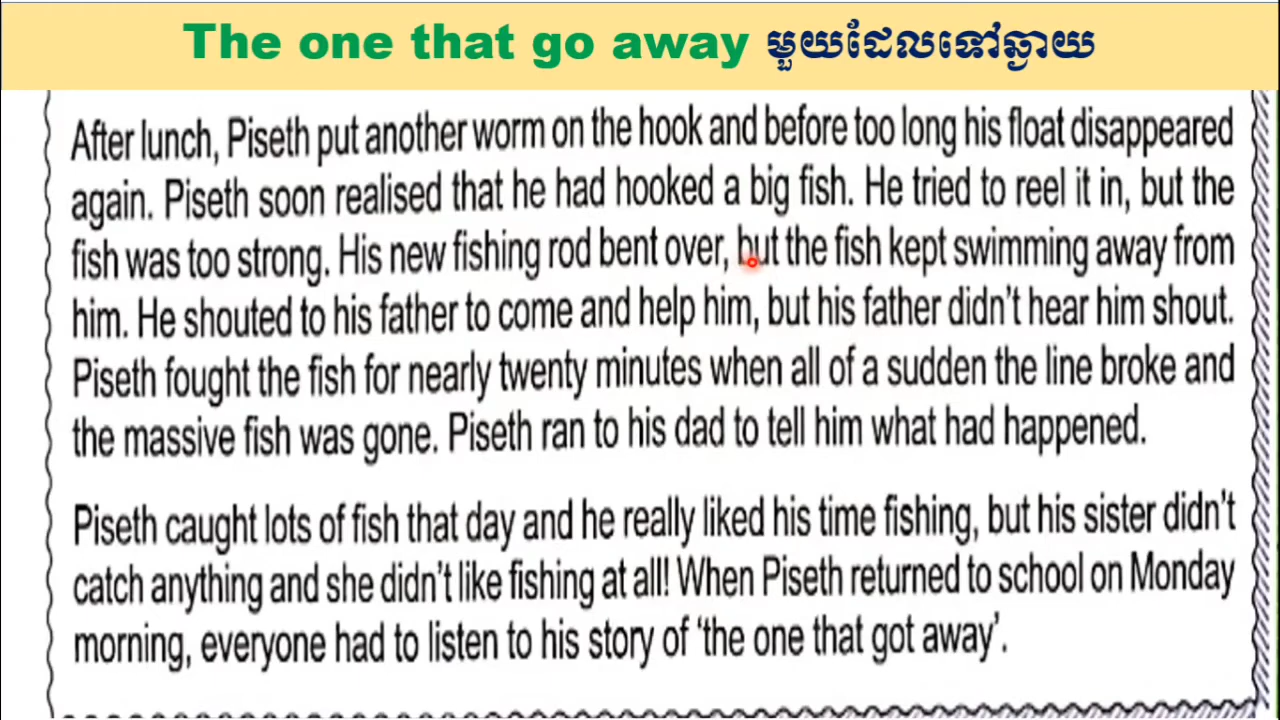 The one that go away មួយដែលទៅឆ្ងាយ
After lunch, Piseth put another worm on the hook and before too long his float disappeared
again. Piseth soon realised that he had hooked a big fish. He tried to reel it in, but the
fish was too strong. His new fishing rod bent over, but the fish kept swimming away from
him. He shouted to his father to come and help him, but his father didn't hear him shout.
Piseth fought the fish for nearly twenty minutes when all of a sudden the line broke and
the massive fish was gone. Piseth ran to his dad to tell him what had happened.
Piseth caught lots of fish that day and he really liked his time fishing, but his sister didn't
catch anything and she didn't like fishing at all! When Piseth returned to school on Monday
morning, everyone had to listen to his story of ‘the one that got away’.